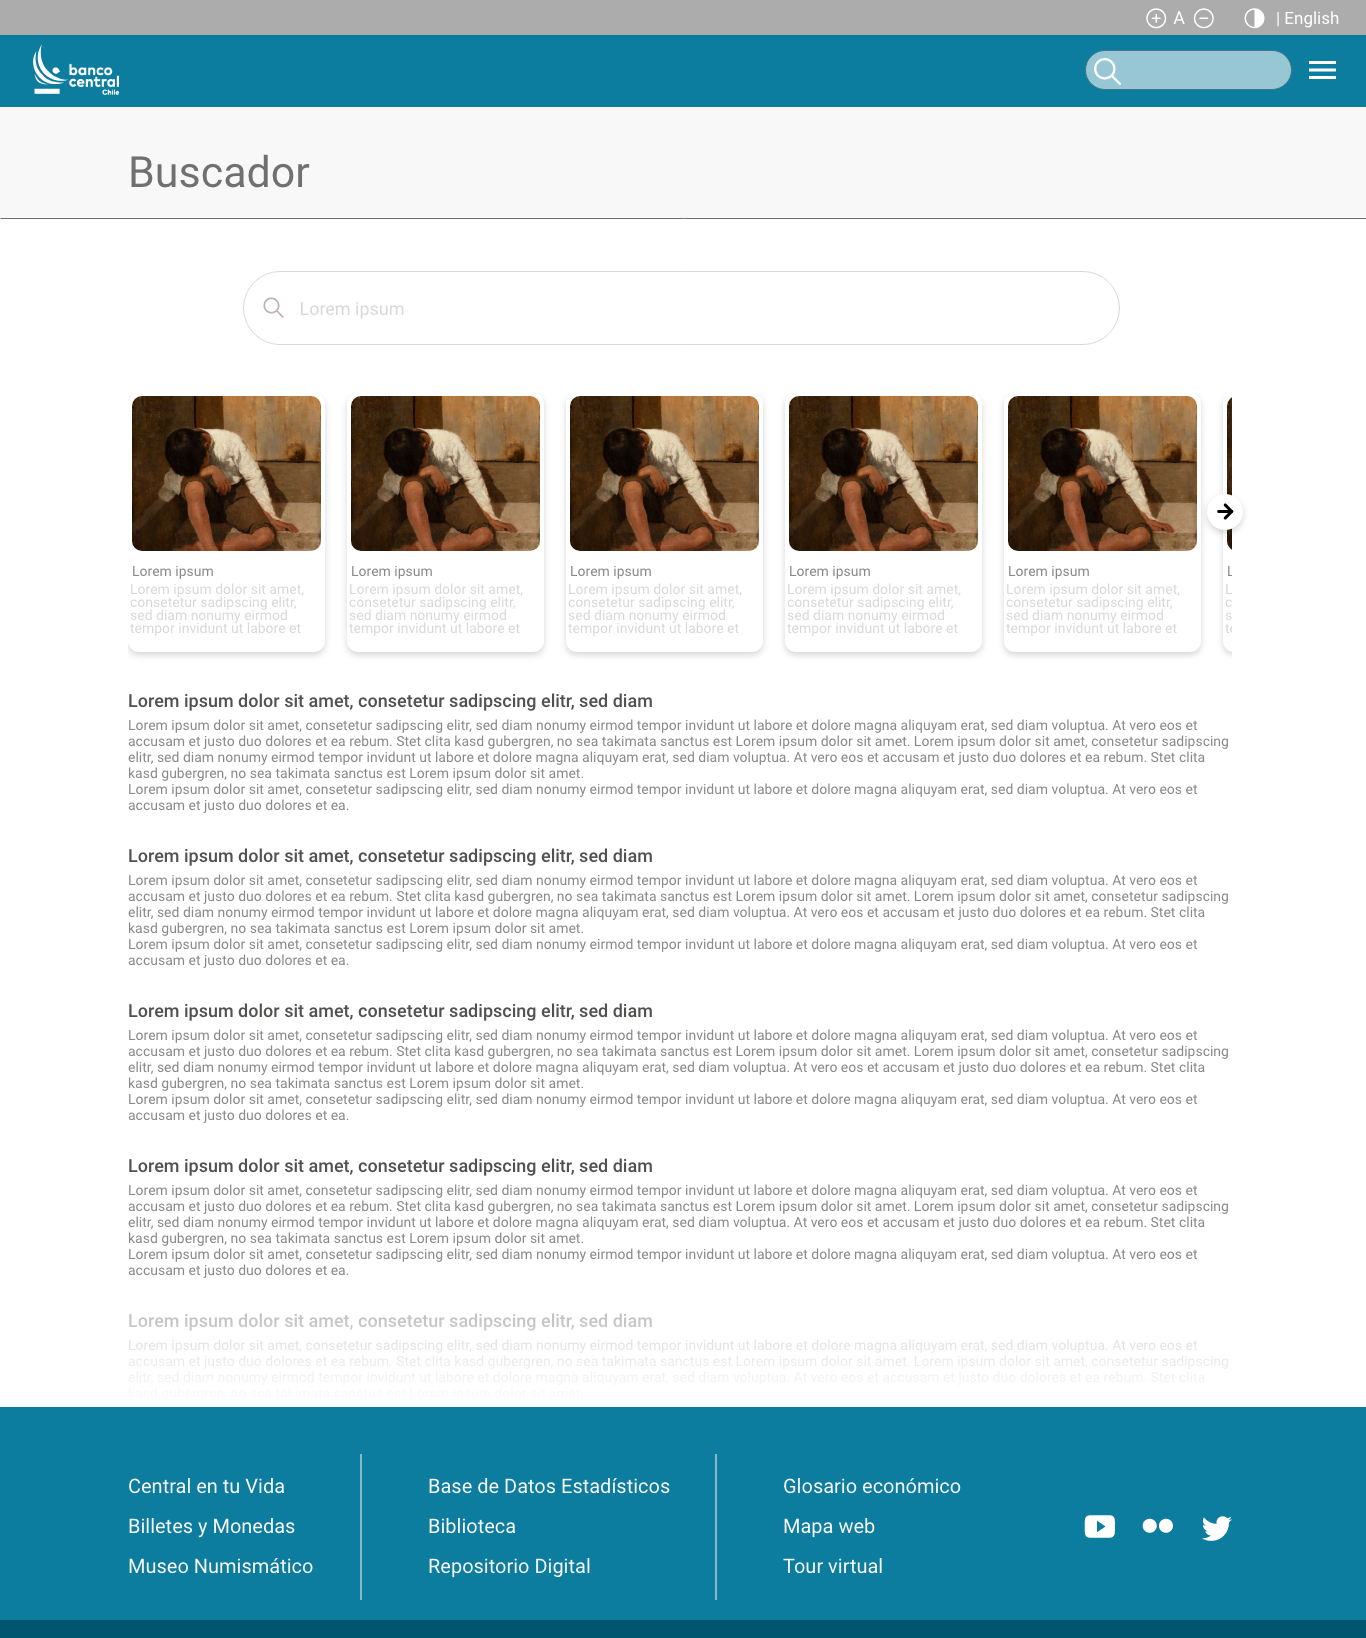 A
| English
banco
central
Chile
Buscador
Lorem ipsum
Lorem ipsum
Lorem ipsum dolor sit amet,
consetetur sadipscing elitr,
sed diam nonumy eirmod
tempor invidunt ut labore et
Lorem ipsum
Lorem ipsum dolor sit amet,
consetetur sadipscing elitr,
sed diam nonumy eirmod
tempor invidunt ut labore et
Lorem ipsum
Lorem ipsum dolor sit amet,
consetetur sadipscing elitr,
sed diam nonumy eirmod
tempor invidunt ut labore et
Lorem ipsum
Lorem ipsum dolor sit amet,
consetetur sadipscing elitr,
sed diam nonumy eirmod
tempor invidunt ut labore et
Lorem ipsum
Lorem ipsum dolor sit amet,
consetetur sadipscing elitr,
sed diam nonumy eirmod
tempor invidunt ut labore et
Lorem ipsum dolor sit amet, consetetur sadipscing elitr, sed diam
Lorem ipsum dolor sit amet, consetetur sadipscing elitr, sed diam nonumy eirmod tempor invidunt ut labore et dolore magna aliquyam erat, sed diam voluptua. At vero eos et
accusam et justo duo dolores et ea rebum. Stet clita kasd gubergren, no sea takimata sanctus est Lorem ipsum dolor sit amet. Lorem ipsum dolor sit amet, consetetur sadipscing
elitr, sed diam nonumy eirmod tempor invidunt ut labore et dolore magna aliquyam erat, sed diam voluptua. At vero eos et accusam et justo duo dolores et ea rebum. Stet clita
kasd gubergren, no sea takimata sanctus est Lorem ipsum dolor sit amet.
Lorem ipsum dolor sit amet, consetetur sadipscing elitr, sed diam nonumy eirmod tempor invidunt ut labore et dolore magna aliquyam erat, sed diam voluptua. At vero eos et
accusam et justo duo dolores et ea.
Lorem ipsum dolor sit amet, consetetur sadipscing elitr, sed diam
Lorem ipsum dolor sit amet, consetetur sadipscing elitr, sed diam nonumy eirmod tempor invidunt ut labore et dolore magna aliquyam erat, sed diam voluptua. At vero eos et
accusam et justo duo dolores et ea rebum. Stet clita kasd gubergren, no sea takimata sanctus est Lorem ipsum dolor sit amet. Lorem ipsum dolor sit amet, consetetur sadipscing
elitr, sed diam nonumy eirmod tempor invidunt ut labore et dolore magna aliquyam erat, sed diam voluptua. At vero eos et accusam et justo duo dolores et ea rebum. Stet clita
kasd gubergren, no sea takimata sanctus est Lorem ipsum dolor sit amet.
Lorem ipsum dolor sit amet, consetetur sadipscing elitr, sed diam nonumy eirmod tempor invidunt ut labore et dolore magna aliquyam erat, sed diam voluptua. At vero eos et
accusam et justo duo dolores et ea.
Lorem ipsum dolor sit amet, consetetur sadipscing elitr, sed diam
Lorem ipsum dolor sit amet, consetetur sadipscing elitr, sed diam nonumy eirmod tempor invidunt ut labore et dolore magna aliquyam erat, sed diam voluptua. At vero eos et
accusam et justo duo dolores et ea rebum. Stet clita kasd gubergren, no sea takimata sanctus est Lorem ipsum dolor sit amet. Lorem ipsum dolor sit amet, consetetur sadipscing
elitr, sed diam nonumy eirmod tempor invidunt ut labore et dolore magna aliquyam erat, sed diam voluptua. At vero eos et accusam et justo duo dolores et ea rebum. Stet clita
kasd gubergren, no sea takimata sanctus est Lorem ipsum dolor sit amet.
Lorem ipsum dolor sit amet, consetetur sadipscing elitr, sed diam nonumy eirmod tempor invidunt ut labore et dolore magna aliquyam erat, sed diam voluptua. At vero eos et
accusam et justo duo dolores et ea.
Lorem ipsum dolor sit amet, consetetur sadipscing elitr, sed diam
Lorem ipsum dolor sit amet, consetetur sadipscing elitr, sed diam nonumy eirmod tempor invidunt ut labore et dolore magna aliquyam erat, sed diam voluptua. At vero eos et
accusam et justo duo dolores et ea rebum. Stet clita kasd gubergren, no sea takimata sanctus est Lorem ipsum dolor sit amet. Lorem ipsum dolor sit amet, consetetur sadipscing
elitr, sed diam nonumy eirmod tempor invidunt ut labore et dolore magna aliquyam erat, sed diam voluptua. At vero eos et accusam et justo duo dolores et ea rebum. Stet clita
kasd gubergren, no sea takimata sanctus est Lorem ipsum dolor sit amet.
Lorem ipsum dolor sit amet, consetetur sadipscing elitr, sed diam nonumy eirmod tempor invidunt ut labore et dolore magna aliquyam erat, sed diam voluptua. At vero eos et
accusam et justo duo dolores et ea.
Lorem ipsum dolor sit amet, consetetur sadipscing elitr, sed diam
Lorem ipsum dolor sit amet, consetetur sadipscing elitr, sed diam nonumy eirmod tempor invidunt ut labore et dolore magna aliquyam erat, sed diam voluptua. At vero eos et
accusam et justo duo dolores et ea rebum. Stet clita kasd gubergren, no sea takimata sanctus est Lorem ipsum dolor sit amet. Lorem ipsum dolor sit amet, consetetur sadipscing
elitr, sed diam nonumy eirmod tempor invidunt ut labore et dolore magna aliquyam erat, sed diam voluptua. At vero eos et accusam et justo duo dolores et ea rebum. Stet clita
kasd gubergren, no sea takimata sanctus est Lorem ipsum dolor sit amet.
Central en tu Vida
Billetes y Monedas
Museo Numismático
Base de Datos Estadísticos
Biblioteca
Repositorio Digital
Glosario económico
Mapa web
Tour virtual